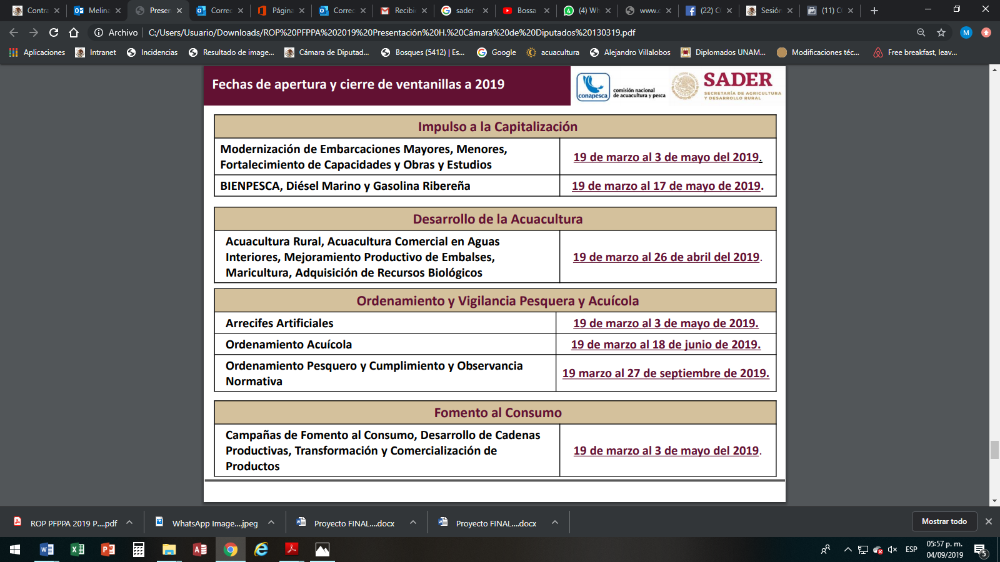 Contra
Melina
Presen
Correc
Página
Correc
Recibi
sader
Bossa
(4) Wh
www.c
(22) C
Sesión
(11) C
Archivo
C:/Users/Usuario/Downloads/ROP%20PFPPA%202019%20Presentación%20H.%20Cámara%20de%20Diputados%20130319.pdf
M
Aplicaciones
Intranet
Incidencias
Resultado de image...
Cámara de Diputad...
Bosques (5412) | Es...
Google
acuacultura
Alejandro Villalobos
Diplomados UNAM...
Modificaciones téc...
Free breakfast, leav...
Fechas de apertura y cierre de ventanillas a 2019
conapesca
comisión nacional
de acuacultura y pesca
SADER
SECRETARÍA DE AGRICULTURA
Y DESARROLLO RURAL
Impulso a la Capitalización
Modernización de Embarcaciones Mayores, Menores,
Fortalecimiento de Capacidades y Obras y Estudios
19 de marzo al 3 de mayo del 2019.
BIENPESCA, Diésel Marino y Gasolina Ribereña
19 de marzo al 17 de mayo de 2019.
Desarrollo de la Acuacultura
Acuacultura Rural, Acuacultura Comercial en Aguas
Interiores, Mejoramiento Productivo de Embalses,
Maricultura, Adquisición de Recursos Biológicos
19 de marzo al 26 de abril del 2019.
Ordenamiento y Vigilancia Pesquera y Acuícola
Arrecifes Artificiales
19 de marzo al 3 de mayo de 2019.
Ordenamiento Acuícola
19 de marzo al 18 de junio de 2019.
Ordenamiento Pesquero y Cumplimiento y Observancia
Normativa
19 marzo al 27 de septiembre de 2019.
Fomento al Consumo
Campañas de Fomento al Consumo, Desarrollo de Cadenas
Productivas, Transformación y Comercialización de
Productos
19 de marzo al 3 de mayo del 2019.
ROP PFPPA 2019 P....pdf
WhatsApp Image....jpeg
Proyecto FINAL....docx
Proyecto FINAL....docx
Mostrar todo
ESP
05:57 p. m.
04/09/2019
5